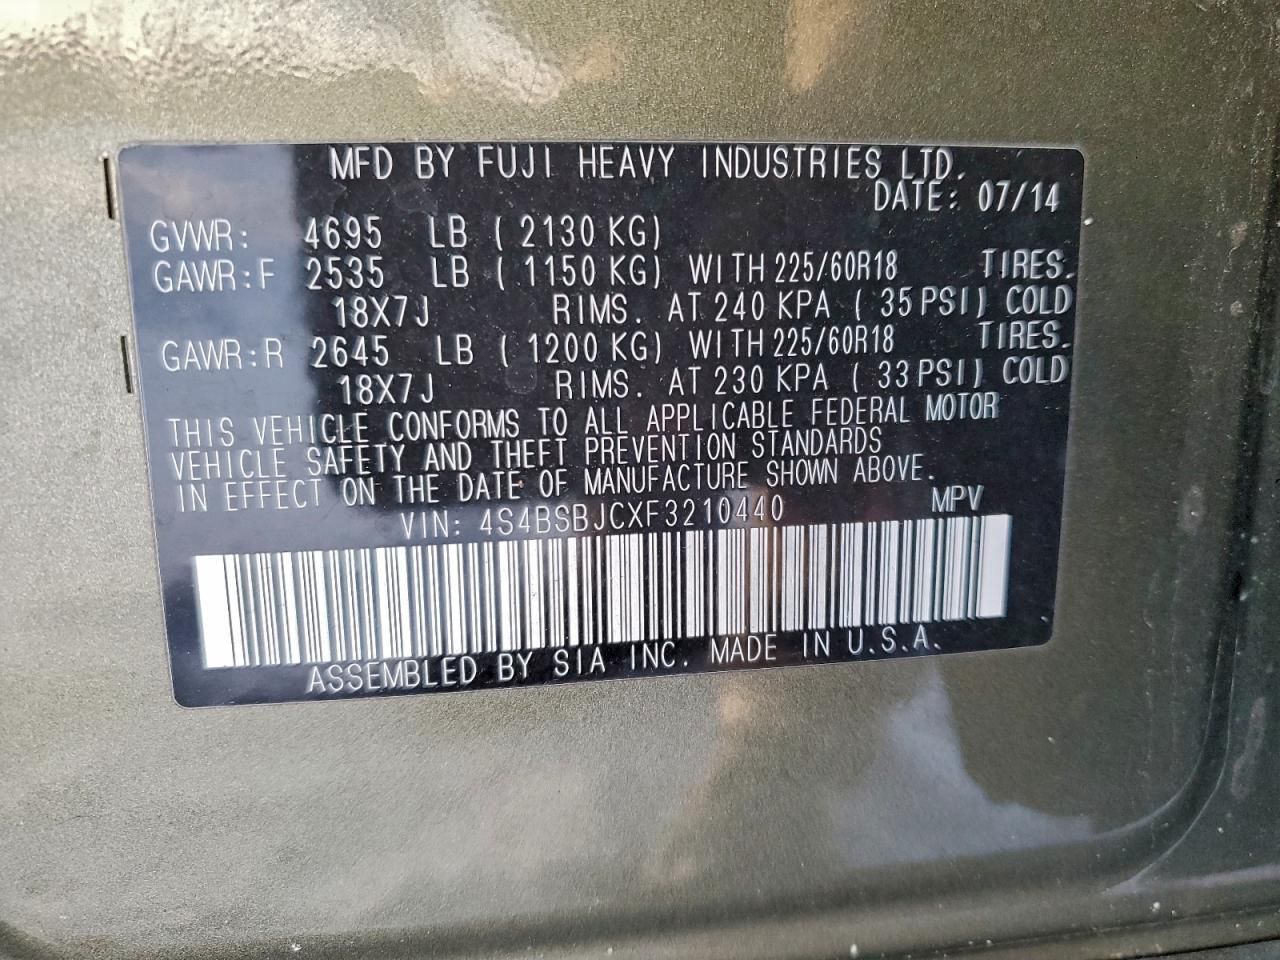 MFD BY FUJI HEAVY INDUSTRIES LTD.
DATE: 07/14
GVWR: 4695 LB ( 2130 KG)
GAWR:F 2535 LB ( 1150 KG) WITH 225/60R18 TIRES.
18X7J RIMS. AT 240 KPA ( 35 PSI) COLD
GAWR:R 2645 LB ( 1200 KG) WITH 225/60R18 TIRES.
18X7J RIMS. AT 230 KPA ( 33 PSI) COLD
THIS VEHICLE CONFORMS TO ALL APPLICABLE FEDERAL MOTOR
VEHICLE SAFETY AND THEFT PREVENTION STANDARDS
IN EFFECT ON THE DATE OF MANUFACTURE SHOWN ABOVE.
VIN: 4S4BSBJCXF3210440 MPV
ASSEMBLED BY SIA INC. MADE IN U.S.A.